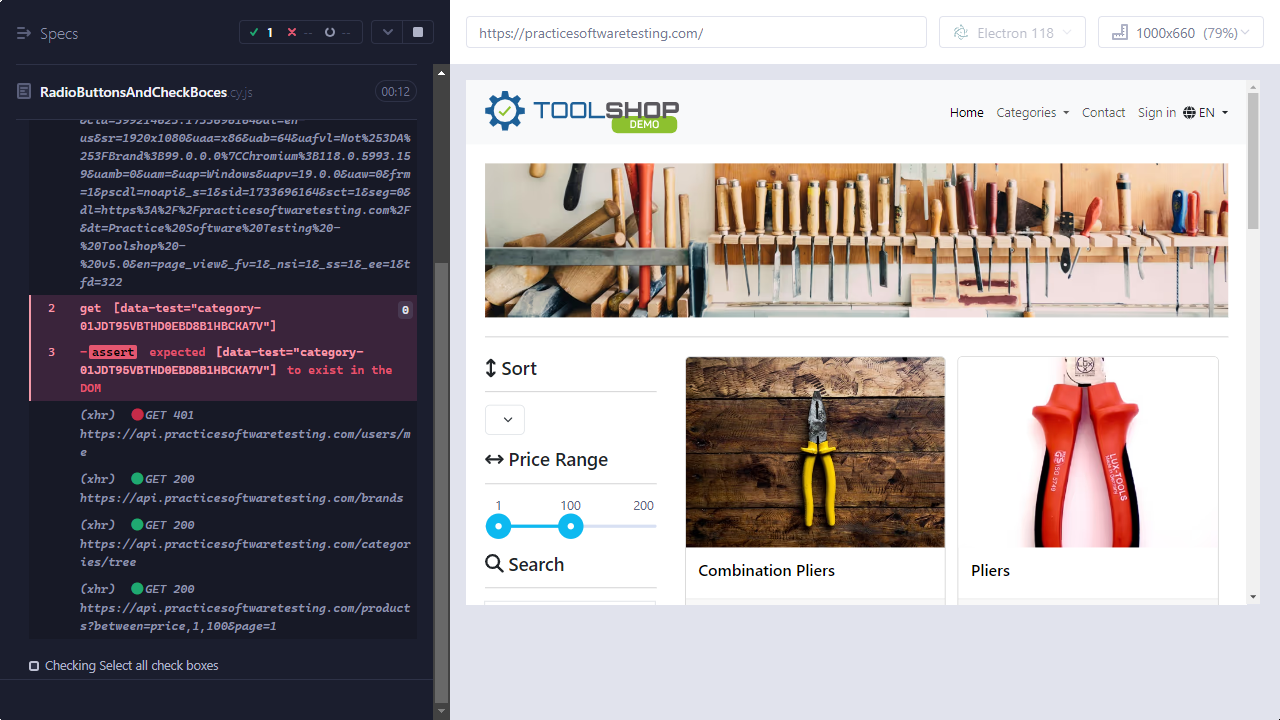 Specs
1
--
--
https://practicesoftwaretesting.com/
Electron 118
1000x660 (79%)
RadioButtonsAndCheckBoces.cy.js
00:12
us&sr=1920x1080&uaa=x86&uab=64&uafvl=Not%253DA%
253FBrand%3B99.0.0.0%7CChromium%3B118.0.5993.15
9&uamb=0&uam=&uap=Windows&uapv=19.0.0&uaw=0&frm
=1&pscdl=noapi&_s=1&sid=1733696164&sct=1&seg=0&
dl=https%3A%2F%2Fpracticesoftwaretesting.com%2F
&dt=Practice%20Software%20Testing%20-
%20Toolshop%20-
%20v5.0&en=page_view&_fv=1&_nsi=1&_ss=1&_ee=1&t
fd=322
2 get [data-test="category-
01JDT95VBTHD0EBD8B1HBCKA7V"]
0
3 -assert expected [data-test="category-
01JDT95VBTHD0EBD8B1HBCKA7V"] to exist in the
DOM
(xhr) GET 401
https://api.practicesoftwaretesting.com/users/m
e
(xhr) GET 200
https://api.practicesoftwaretesting.com/brands
(xhr) GET 200
https://api.practicesoftwaretesting.com/categor
ies/tree
(xhr) GET 200
https://api.practicesoftwaretesting.com/product
s?between=price,1,100&page=1
Checking Select all check boxes
TOOLSHOP
DEMO
Home Categories Contact Sign in EN
Sort
Price Range
1 100 200
Search
Combination Pliers
Pliers
LUX-TOOLS